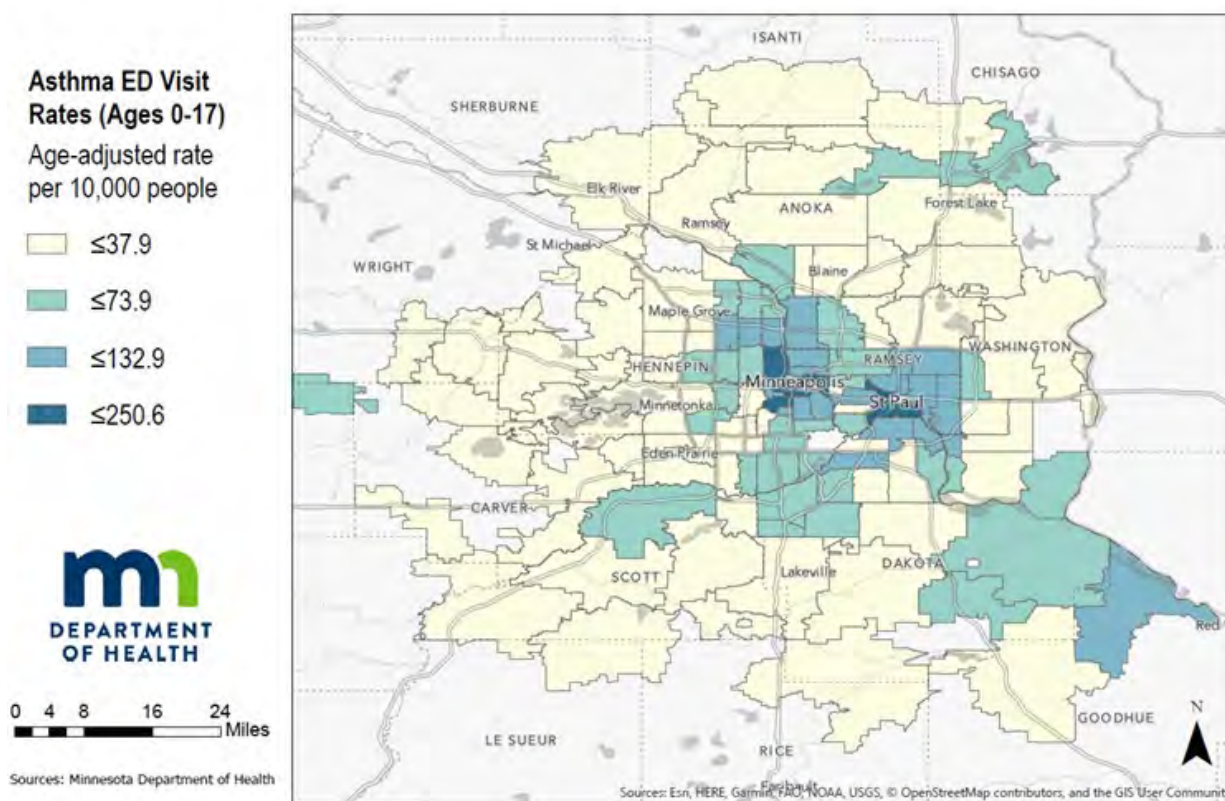 Asthma ED Visit
Rates (Ages 0-17)
Age-adjusted rate
per 10,000 people
≤37.9
≤73.9
≤132.9
≤250.6
DEPARTMENT
OF HEALTH
0 4 8 16 24
Miles
Sources: Minnesota Department of Health
ISANTI
CHISAGO
SHERBURNE
Elk River
ANOKA
Forest Lake
Ramsey
St Michael
WRIGHT
Blaine
Maple Grove
WASHINGTON
RAMSEY
HENNEPIN
Minneapolis
Minnetonka
St Paul
Eden Prairie
CARVER
SCOTT
Lakeville
DAKOTA
Red
GOODHUE
N
LE SUEUR
RICE
Faribault
Sources: Esri, HERE, Garmin, FAO, NOAA, USGS, © OpenStreetMap contributors, and the GIS User Communit